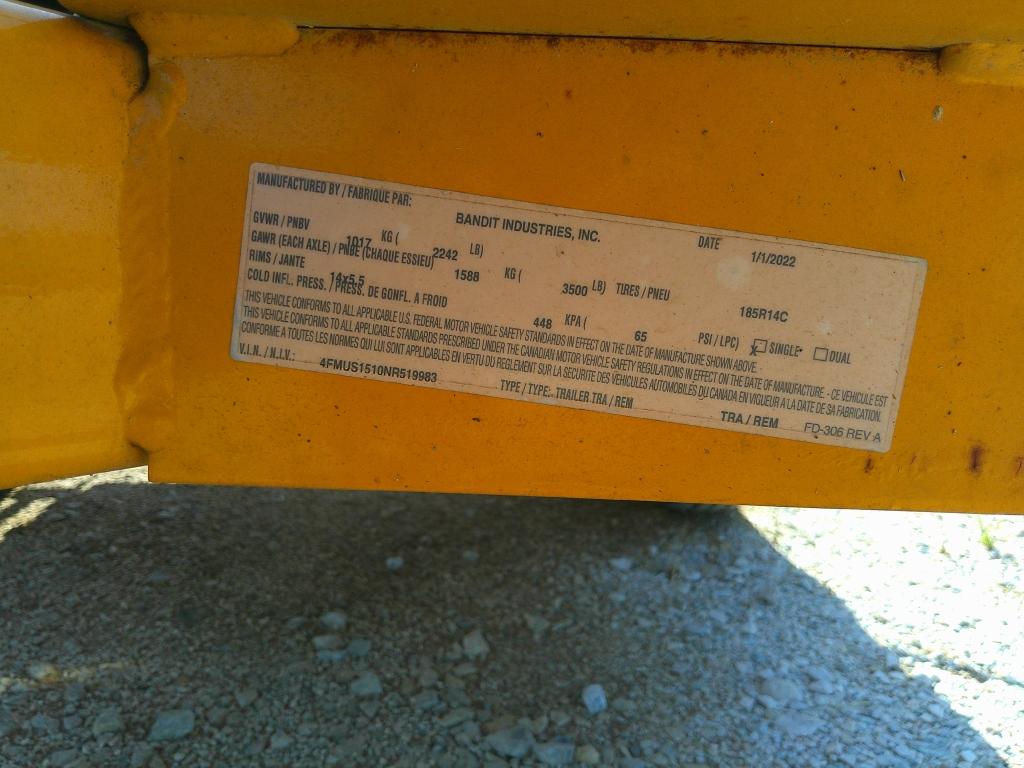 MANUFACTURED BY / FABRIQUE PAR: BANDIT INDUSTRIES, INC. DATE 1/1/2022
GVWR / PNBV 1017 KG ( 2242 LB)
GAWR (EACH AXLE) / PNBE (CHAQUE ESSIEU) 1588 KG ( 3500 LB) TIRES / PNEU 185R14C
RIMS / JANTE 14x5.5
COLD INFL. PRESS. / PRESS. DE GONFL. A FROID 448 KPA ( 65 PSI / LPC) X SINGLE DUAL
THIS VEHICLE CONFORMS TO ALL APPLICABLE U.S. FEDERAL MOTOR VEHICLE SAFETY STANDARDS IN EFFECT ON THE DATE OF MANUFACTURE SHOWN ABOVE.
THIS VEHICLE CONFORMS TO ALL APPLICABLE STANDARDS PRESCRIBED UNDER THE CANADIAN MOTOR VEHICLE SAFETY REGULATIONS IN EFFECT ON THE DATE OF MANUFACTURE. - CE VEHICULE EST
CONFORME A TOUTES LES NORMES QUI LUI SONT APPLICABLES EN VERTU DU REGLEMENT SUR LA SECURITE DES VEHICULES AUTOMOBILES DU CANADA EN VIGUEUR A LA DATE DE SA FABRICATION.
V.I.N. / N.I.V.: 4FMUS1510NR519983 TYPE / TYPE: TRAILER TRA / REM TRA / REM FD-306 REV A